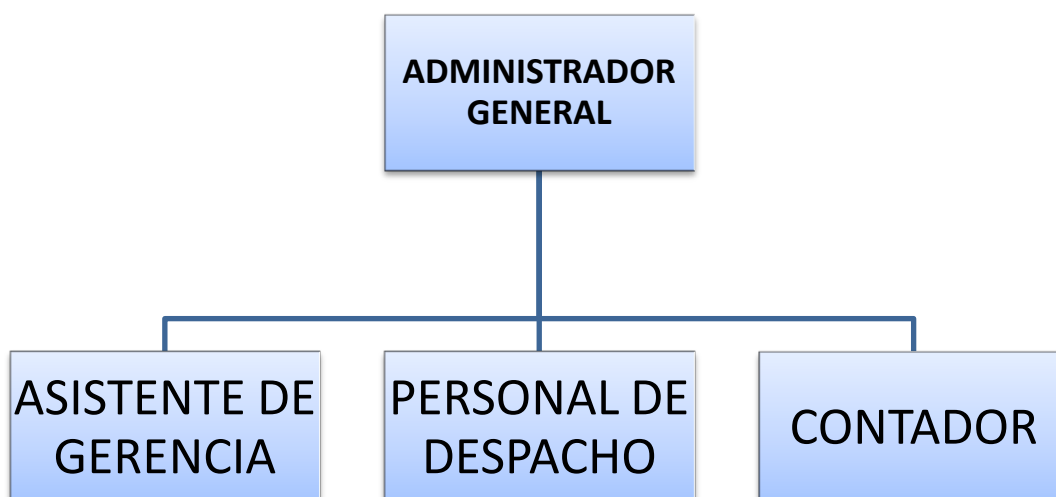 ADMINISTRADOR
GENERAL
ASISTENTE DE
GERENCIA
PERSONAL DE
DESPACHO
CONTADOR